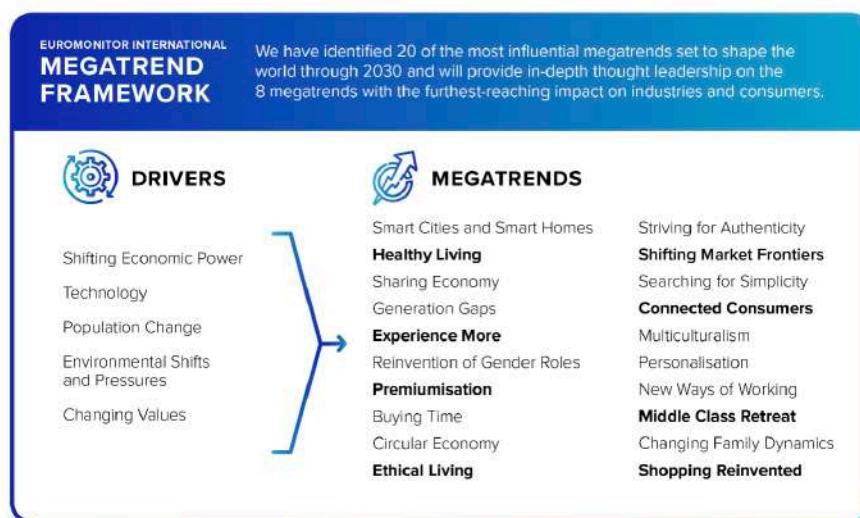 EUROMONITOR INTERNATIONAL
MEGATREND
FRAMEWORK
We have identified 20 of the most influential megatrends set to shape the
world through 2030 and will provide in-depth thought leadership on the
8 megatrends with the furthest-reaching impact on industries and consumers.
DRIVERS
Shifting Economic Power
Technology
Population Change
Environmental Shifts
and Pressures
Changing Values
MEGATRENDS
Smart Cities and Smart Homes
Healthy Living
Sharing Economy
Generation Gaps
Experience More
Reinvention of Gender Roles
Premiumisation
Buying Time
Circular Economy
Ethical Living
Striving for Authenticity
Shifting Market Frontiers
Searching for Simplicity
Connected Consumers
Multiculturalism
Personalisation
New Ways of Working
Middle Class Retreat
Changing Family Dynamics
Shopping Reinvented